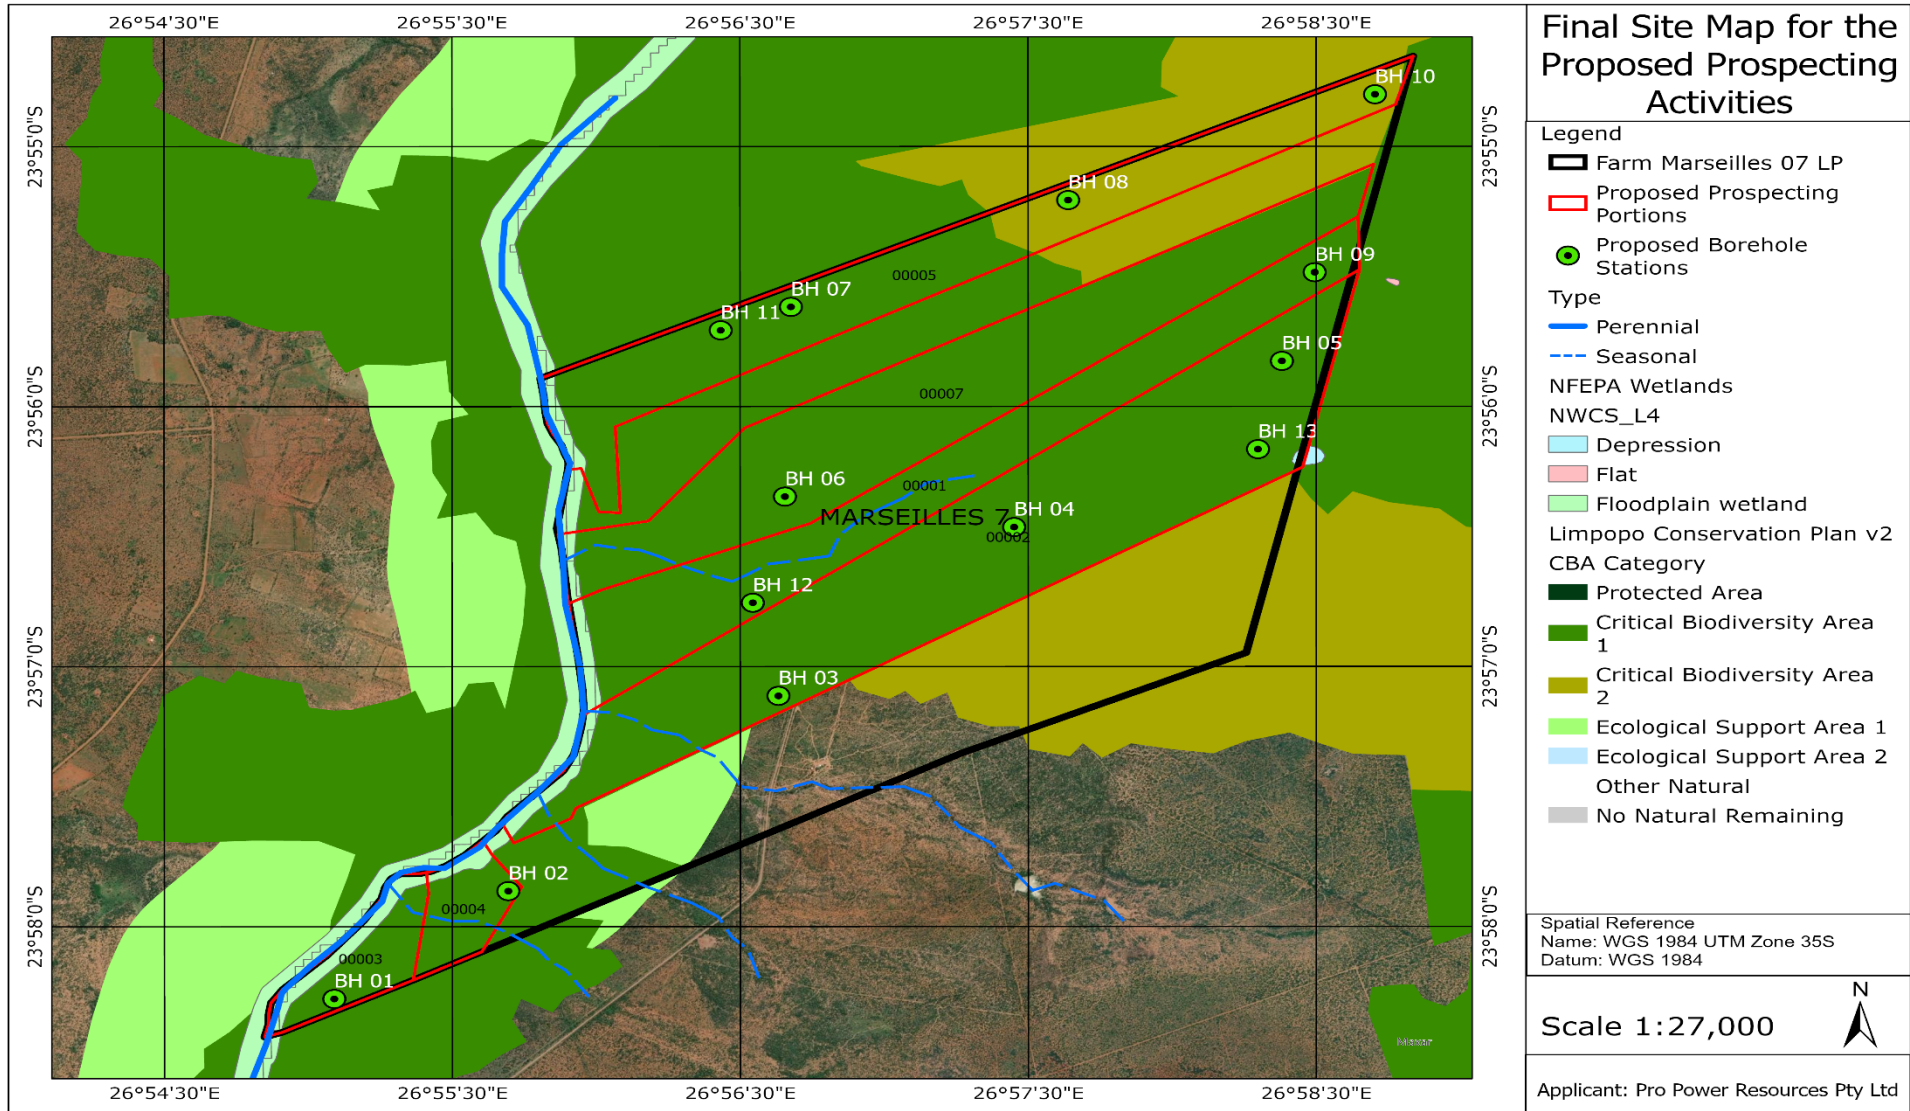 26°54'30"E
26°55'30"E
26°56'30"E
26°57'30"E
26°58'30"E
Final Site Map for the
Proposed Prospecting
Activities
Legend
Farm Marseilles 07 LP
Proposed Prospecting
Portions
Proposed Borehole
Stations
Type
Perennial
Seasonal
NFEPA Wetlands
NWCS_L4
Depression
Flat
Floodplain wetland
Limpopo Conservation Plan v2
CBA Category
Protected Area
Critical Biodiversity Area
1
Critical Biodiversity Area
2
Ecological Support Area 1
Ecological Support Area 2
Other Natural
No Natural Remaining
Spatial Reference
Name: WGS 1984 UTM Zone 35S
Datum: WGS 1984
Scale 1:27,000
N
Applicant: Pro Power Resources Pty Ltd
23°55'0"S
23°55'0"S
23°56'0"S
23°56'0"S
23°57'0"S
23°57'0"S
23°58'0"S
23°58'0"S
BH 10
BH 08
BH 09
00005
BH 07
BH 11
BH 05
00007
BH 13
BH 06
00001
MARSEILLES 7
BH 04
00002
BH 12
BH 03
BH 02
00004
00003
BH 01
Maxar
26°54'30"E
26°55'30"E
26°56'30"E
26°57'30"E
26°58'30"E